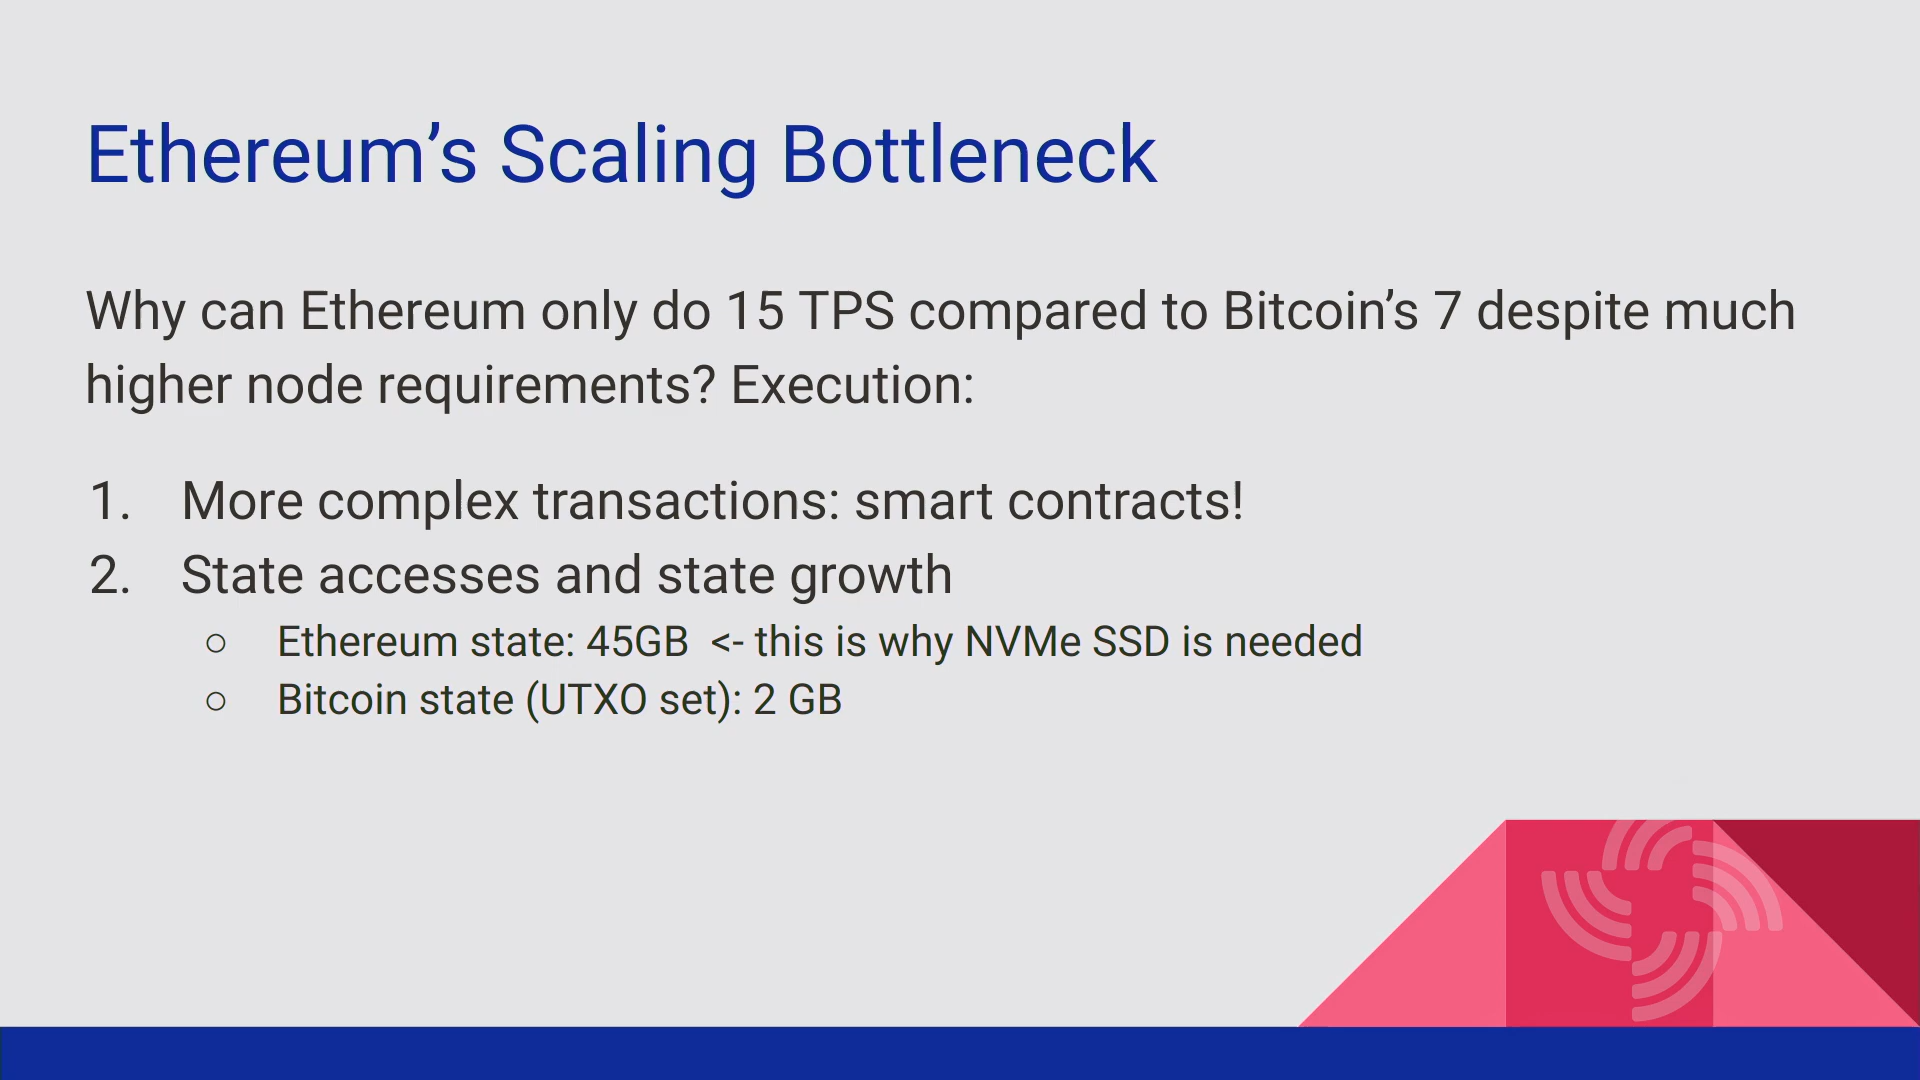 Ethereum’s Scaling Bottleneck
Why can Ethereum only do 15 TPS compared to Bitcoin’s 7 despite much
higher node requirements? Execution:
1. More complex transactions: smart contracts!
2. State accesses and state growth
○ Ethereum state: 45GB <- this is why NVMe SSD is needed
○ Bitcoin state (UTXO set): 2 GB